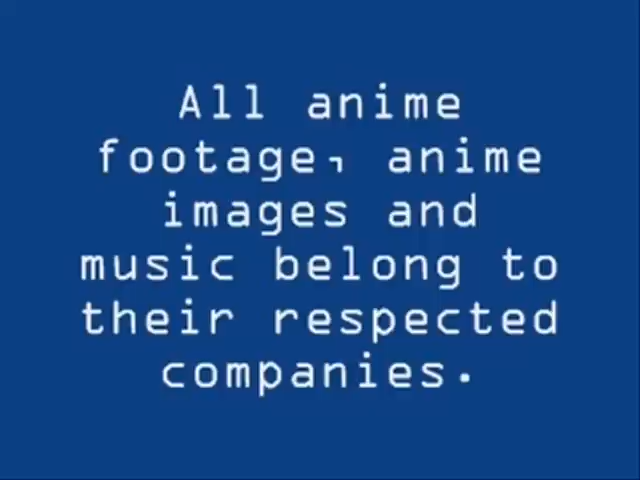 All anime
footage, anime
images and
music belong to
their respected
companies.